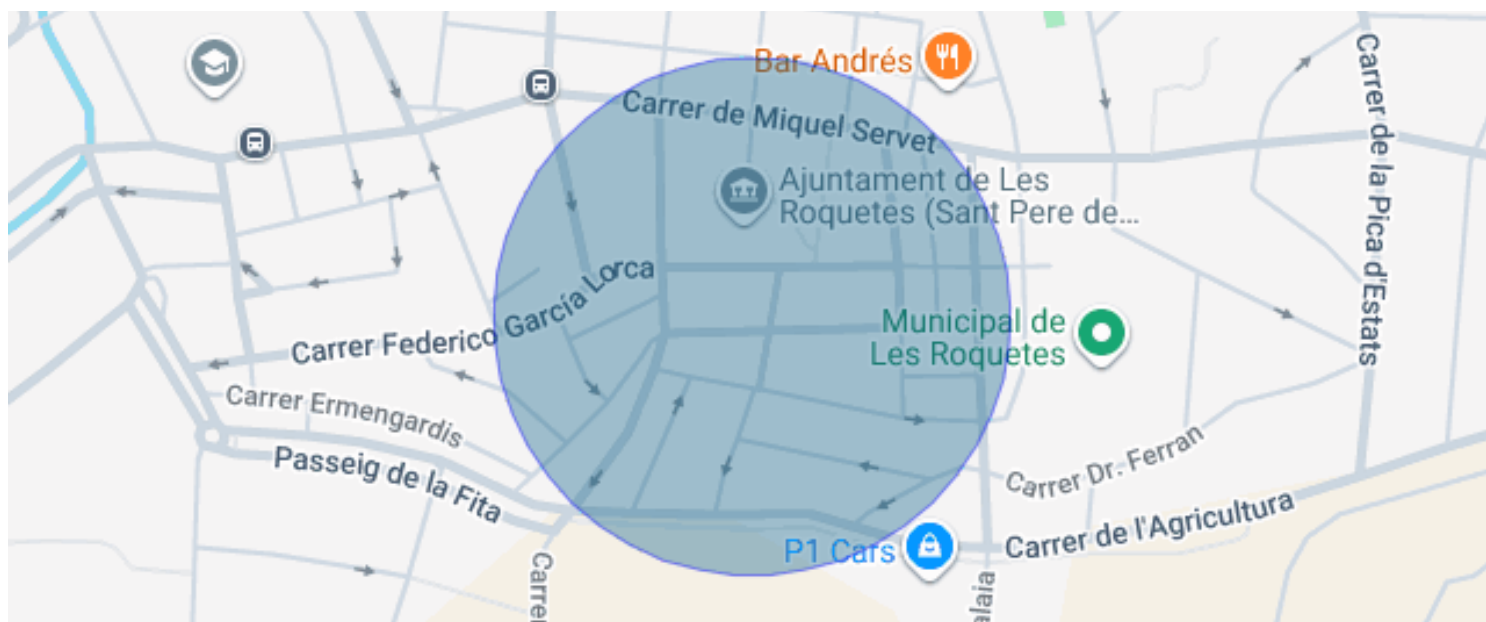 Bar Andrés
Carrer de Miquel Servet
Ajuntament de Les
Roquetes (Sant Pere de...
Carrer de la Pica d'Estats
Carrer Federico García Lorca
Municipal de
Les Roquetes
Carrer Ermengardis
Passeig de la Fita
Carrer Dr. Ferran
Carrer de l'Agricultura
P1 Cars
Carrer